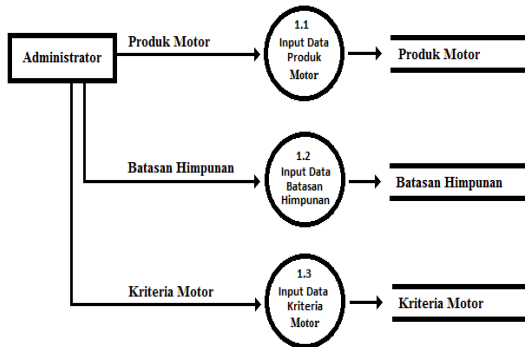 Administrator
Produk Motor
1.1
Input Data
Produk
Motor
Produk Motor
Batasan Himpunan
1.2
Input Data
Batasan
Himpunan
Batasan Himpunan
Kriteria Motor
1.3
Input Data
Kriteria
Motor
Kriteria Motor